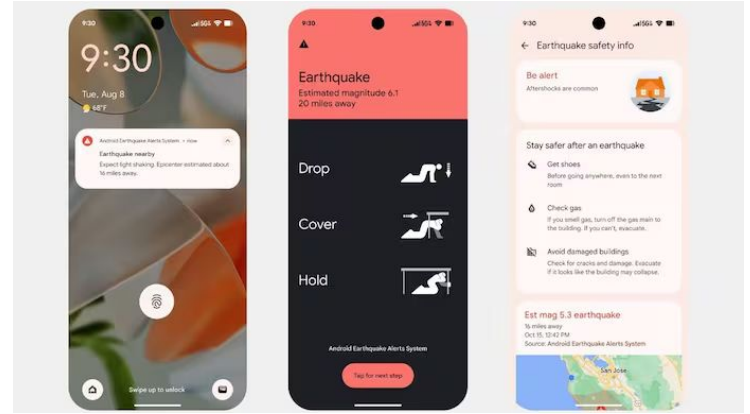 9:30
5G
9:30
Tue, Aug 8
68°F
Android Earthquake Alerts System • now
Earthquake nearby
Expect light shaking. Epicenter estimated about
16 miles away.
Swipe up to unlock
9:30
5G
Earthquake
Estimated magnitude 6.1
20 miles away
Drop
Cover
Hold
Android Earthquake Alerts System
Tap for next step
9:30
5G
Earthquake safety info
Be alert
Aftershocks are common
Stay safer after an earthquake
Get shoes
Before going anywhere, even to the next
room
Check gas
If you smell gas, turn off the gas main to
the building. If you can't, evacuate.
Avoid damaged buildings
Check for cracks and damage. Evacuate
if it looks like the building may collapse.
Est mag 5.3 earthquake
16 miles away
Oct 15, 12:42 PM
Source: Android Earthquake Alerts System
San Jose